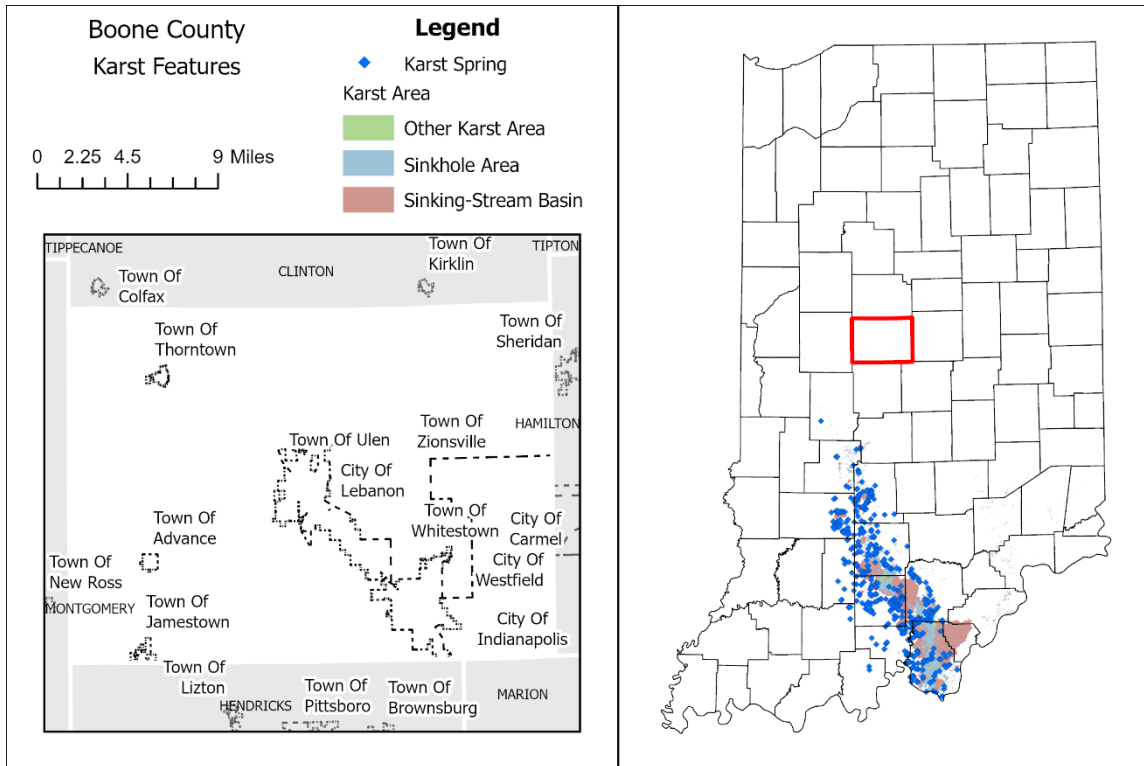 Boone County
Karst Features
0 2.25 4.5 9 Miles
Legend
Karst Spring
Karst Area
Other Karst Area
Sinkhole Area
Sinking-Stream Basin
TIPPECANOE
CLINTON
Town Of
Kirklin
TIPTON
Town Of
Colfax
Town Of
Thorntown
Town Of
Sheridan
HAMILTON
Town Of Ulen
Town Of
Zionsville
City Of
Lebanon
Town Of
Whitestown
City Of
Carmel
Town Of
Advance
Town Of
New Ross
City Of
Westfield
MONTGOMERY
Town Of
Jamestown
City Of
Indianapolis
Town Of
Lizton
HENDRICKS
Town Of
Pittsboro
Town Of
Brownsburg
MARION